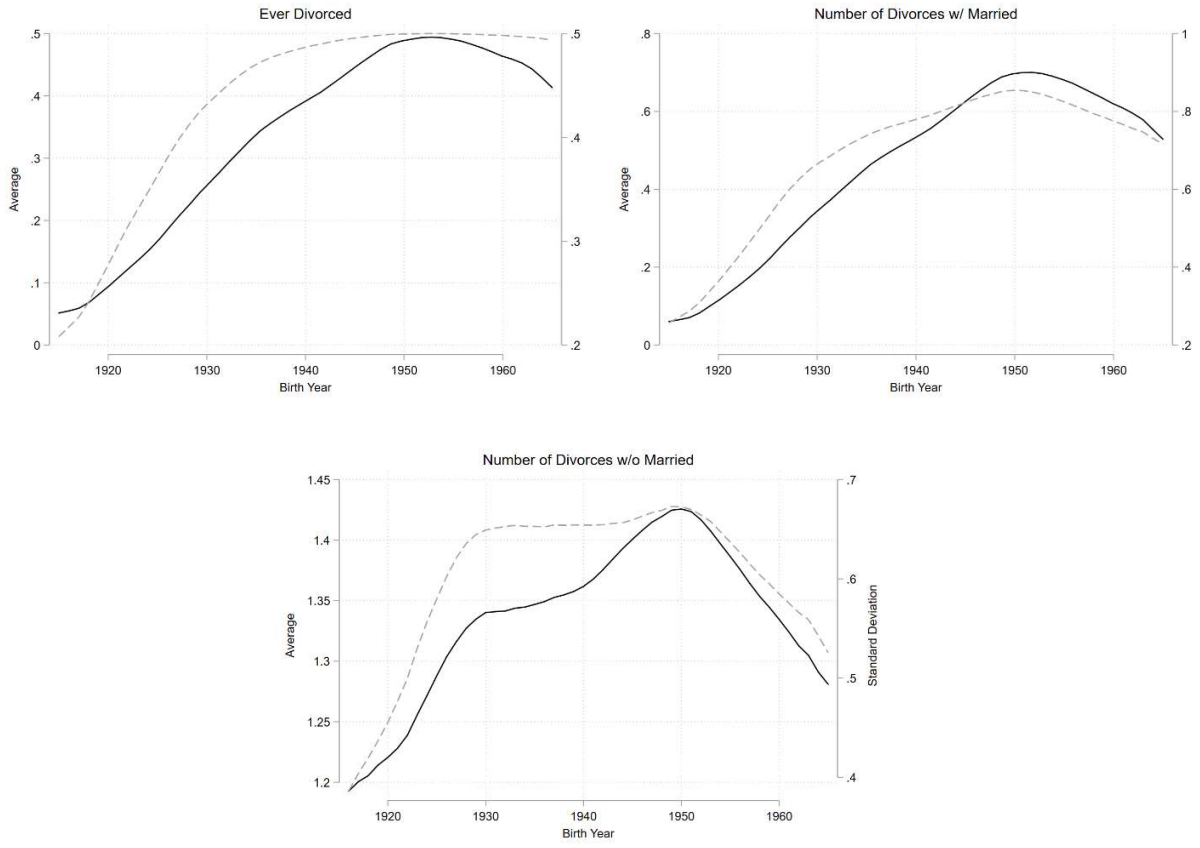 Ever Divorced
.5
.4
.3
.2
.1
0
Average
.5
.4
.3
.2
1920 1930 1940 1950 1960
Birth Year
Number of Divorces w/ Married
.8
.6
.4
.2
0
Average
1
.8
.6
.4
.2
1920 1930 1940 1950 1960
Birth Year
Number of Divorces w/o Married
1.45
1.4
1.35
1.3
1.25
1.2
Average
.7
.6
.5
.4
Standard Deviation
1920 1930 1940 1950 1960
Birth Year